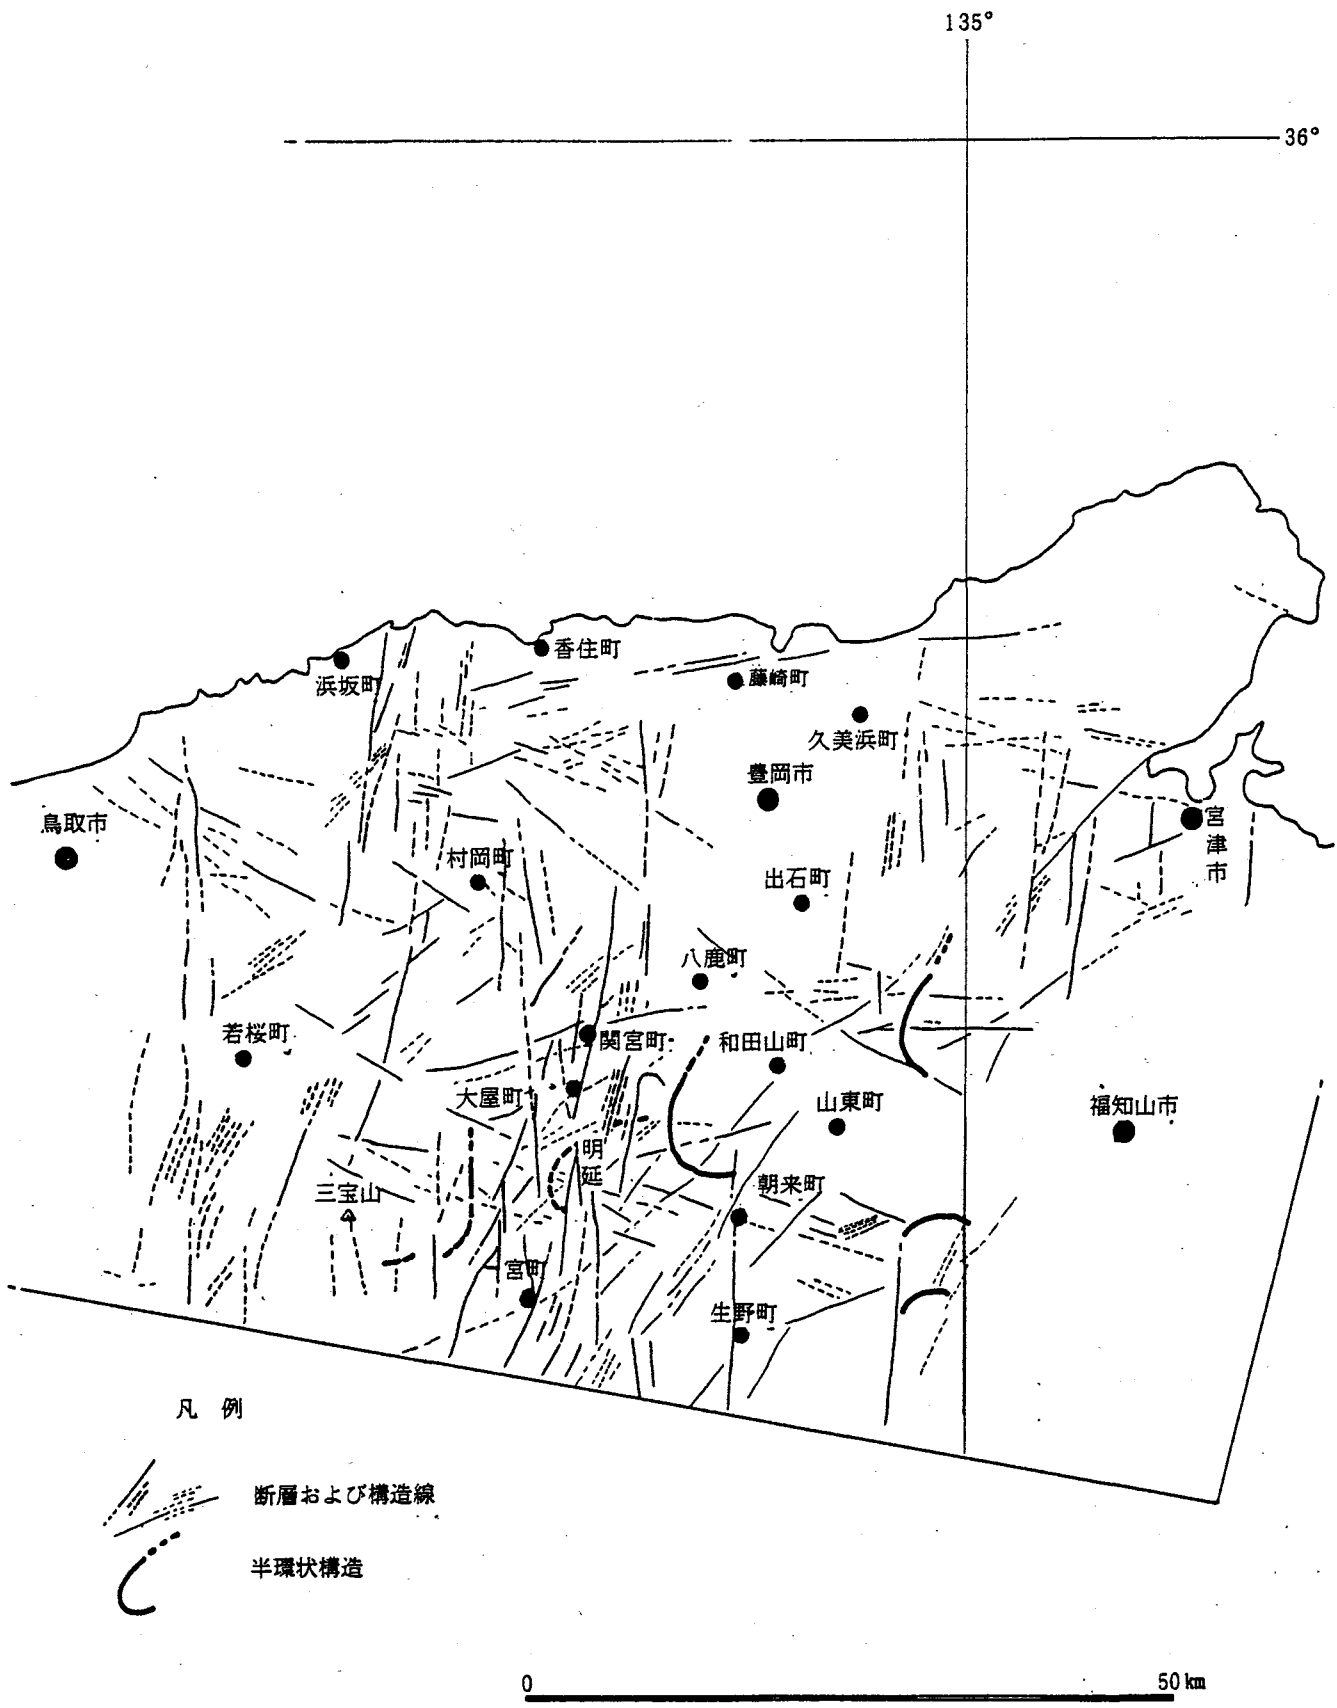 135°
36°
香住町
浜坂町
藤崎町
久美浜町
豊岡市
鳥取市
宮津市
村岡町
出石町
八鹿町
若桜町
関宮町
和田山町
大屋町
山東町
福知山市
明延
三宝山
朝来町
一宮町
生野町
凡例
断層および構造線
半環状構造
0
50km